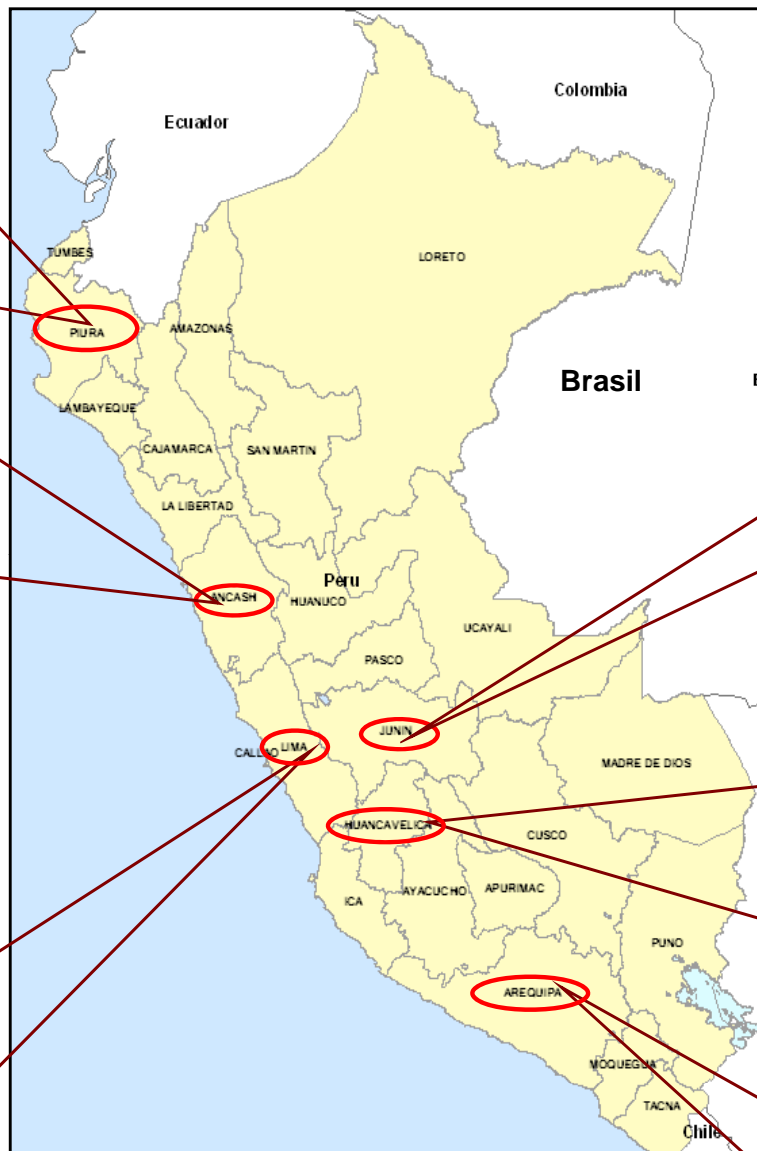 Colombia
Ecuador
TUMBES
LORETO
PIURA
AMAZONAS
Brasil
LAMBAYEQUE
CAJAMARCA
SAN MARTIN
LA LIBERTAD
Peru
ANCASH
HUANUCO
UCAYALI
PASCO
JUNIN
CALLAO
LIMA
MADRE DE DIOS
HUANCAVELICA
CUSCO
ICA
AYACUCHO
APURIMAC
PUNO
AREQUIPA
MOQUEGUA
TACNA
Chile